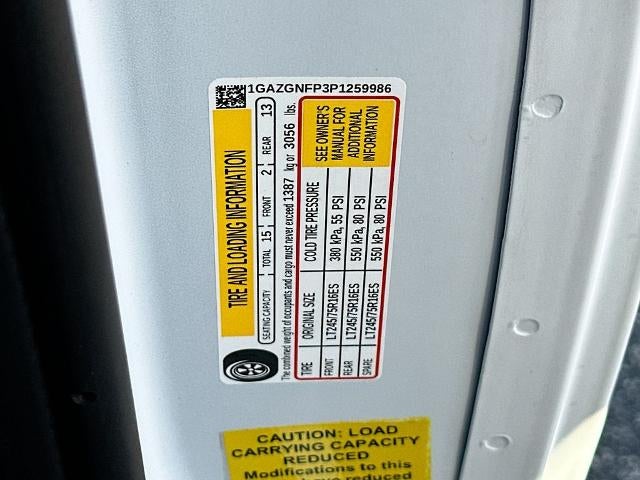 1GAZGNFP3P1259986
TIRE AND LOADING INFORMATION
SEATING CAPACITY TOTAL 15 FRONT 2 REAR 13
The combined weight of occupants and cargo must never exceed 1387 kg or 3056 lbs.
TIRE ORIGINAL SIZE COLD TIRE PRESSURE
FRONT LT245/75R16ES 380 kPa, 55 PSI
REAR LT245/75R16ES 550 kPa, 80 PSI
SPARE LT245/75R16ES 550 kPa, 80 PSI
SEE OWNER'S
MANUAL FOR
ADDITIONAL
INFORMATION
CAUTION: LOAD
CARRYING CAPACITY
REDUCED
Modifications to this
have reduced